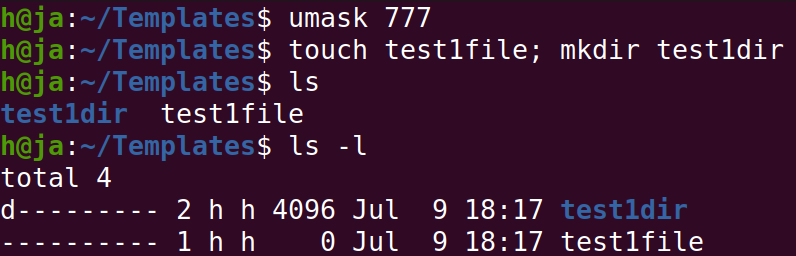 h@ja:~/Templates$ umask 777
h@ja:~/Templates$ touch test1file; mkdir test1dir
h@ja:~/Templates$ ls
test1dir  test1file
h@ja:~/Templates$ ls -l
total 4
d--------- 2 h h 4096 Jul  9 18:17 test1dir
---------- 1 h h    0 Jul  9 18:17 test1file